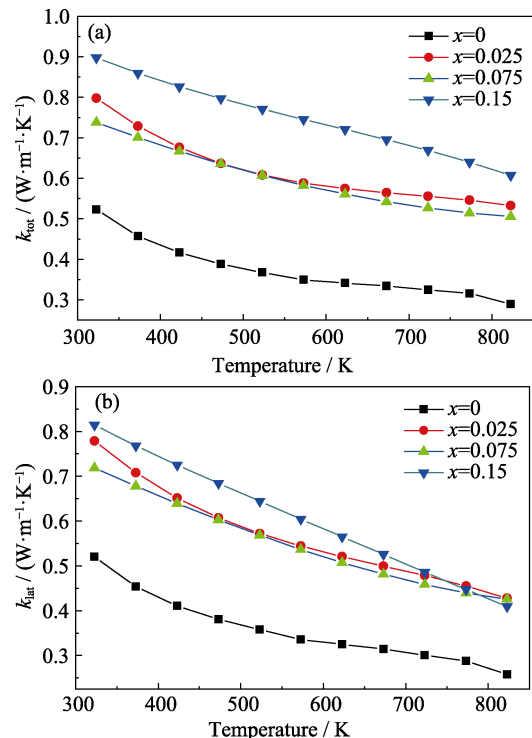 (a)
x=0
x=0.025
x=0.075
x=0.15
1.0
0.9
0.8
0.7
0.6
0.5
0.4
0.3
k_tot / (W·m⁻¹·K⁻¹)
300 400 500 600 700 800
Temperature / K
(b)
x=0
x=0.025
x=0.075
x=0.15
0.9
0.8
0.7
0.6
0.5
0.4
0.3
k_lat / (W·m⁻¹·K⁻¹)
300 400 500 600 700 800
Temperature / K